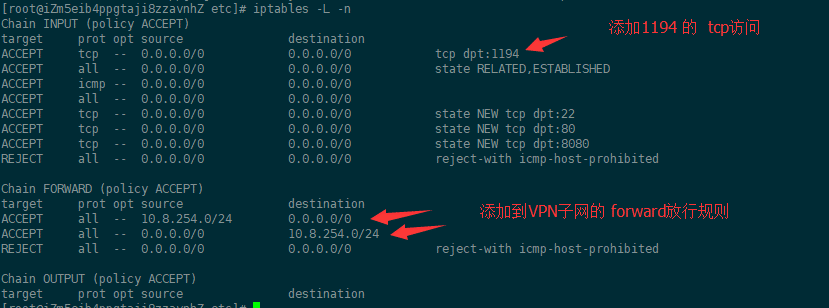 [root@iZm5eib4ppgtaji8zzavnhZ etc]# iptables -L -n
Chain INPUT (policy ACCEPT)
target prot opt source destination
ACCEPT tcp -- 0.0.0.0/0 0.0.0.0/0 tcp dpt:1194
添加1194 的 tcp访问
ACCEPT all -- 0.0.0.0/0 0.0.0.0/0 state RELATED,ESTABLISHED
ACCEPT icmp -- 0.0.0.0/0 0.0.0.0/0
ACCEPT all -- 0.0.0.0/0 0.0.0.0/0
ACCEPT tcp -- 0.0.0.0/0 0.0.0.0/0 state NEW tcp dpt:22
ACCEPT tcp -- 0.0.0.0/0 0.0.0.0/0 state NEW tcp dpt:80
ACCEPT tcp -- 0.0.0.0/0 0.0.0.0/0 state NEW tcp dpt:8080
REJECT all -- 0.0.0.0/0 0.0.0.0/0 reject-with icmp-host-prohibited
Chain FORWARD (policy ACCEPT)
target prot opt source destination
ACCEPT all -- 10.8.254.0/24 0.0.0.0/0
添加到VPN子网的 forward放行规则
ACCEPT all -- 0.0.0.0/0 10.8.254.0/24
REJECT all -- 0.0.0.0/0 0.0.0.0/0 reject-with icmp-host-prohibited
Chain OUTPUT (policy ACCEPT)
target prot opt source destination
[root@iZm5eib4ppgtaji8zzavnhZ etc]#